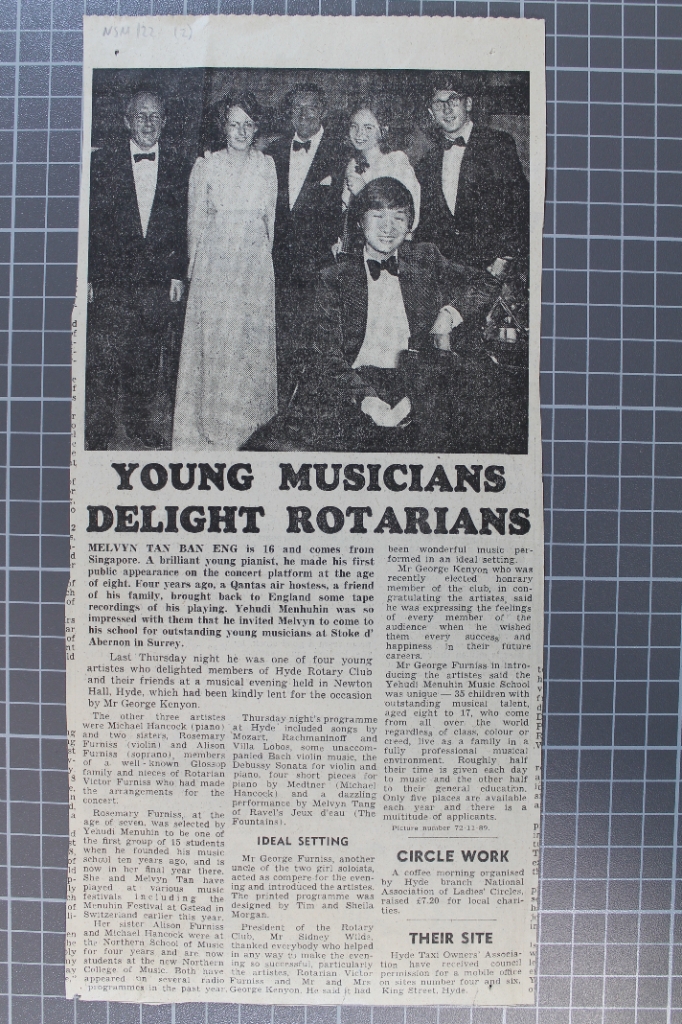 NSM/22/ (2)
YOUNG MUSICIANS
DELIGHT ROTARIANS
MELVYN TAN BAN ENG is 16 and comes from
Singapore. A brilliant young pianist, he made his first
public appearance on the concert platform at the age
of eight. Four years ago, a Qantas air hostess, a friend
of his family, brought back to England some tape
recordings of his playing. Yehudi Menhuhin was so
impressed with them that he invited Melvyn to come to
his school for outstanding young musicians at Stoke d'
Abernon in Surrey.
Last Thursday night he was one of four young
artistes who delighted members of Hyde Rotary Club
and their friends at a musical evening held in Newton
Hall, Hyde, which had been kindly lent for the occasion
by Mr George Kenyon.
The other three artistes
were Michael Hancock (piano)
and two sisters, Rosemary
Furniss (violin) and Alison
Furniss (soprano), members
of a well-known Glossop
family and nieces of Rotarian
Victor Furniss who had made
the arrangements for the
concert.
Rosemary Furniss, at the
age of seven, was selected by
Yehudi Menuhin to be one of
the first group of 15 students
when he founded his music
school ten years ago, and is
now in her final year there.
She and Melvyn Tan have
played at various music
festivals including the
Menuhin Festival at Gstead in
Switzerland earlier this year.
Her sister Alison Furniss
and Michael Hancock were at
the Northern School of Music
for four years and are now
students at the new Northern
College of Music. Both have
appeared on several radio
programmes in the past year.
Thursday night's programme
at Hyde included songs by
Mozart, Rachmaninoff and
Villa Lobos, some unaccom-
panied Bach violin music, the
Debussy Sonata for violin and
piano, four short pieces for
piano by Medtner (Michael
Hancock) and a dazzling
performance by Melvyn Tang
of Ravel's Jeux d'eau (The
Fountains).
IDEAL SETTING
Mr George Furniss, another
uncle of the two girl soloists,
acted as compere for the even-
ing and introduced the artistes.
The printed programme was
designed by Tim and Sheila
Morgan.
President of the Rotary
Club, Mr Sidney Wilde,
thanked everybody who helped
in any way to make the even-
ing so successful, particularly
the artistes, Rotarian Victor
Furniss and Mr and Mrs
George Kenyon. He said it had
been wonderful music per-
formed in an ideal setting.
Mr George Kenyon who was
recently elected honrary
member of the club, in con-
gratulating the artistes, said
he was expressing the feelings
of every member of the
audience when he wished
them every success and
happiness in their future
careers.
Mr George Furniss in intro-
ducing the artistes said the
Yehudi Menuhin Music School
was unique — 35 children with
outstanding musical talent,
aged eight to 17, who come
from all over the world
regardless of class, colour or
creed, live as a family in a
fully professional musical
environment. Roughly half
their time is given each day
to music and the other half
to their general education.
Only five places are available
each year and there is a
multitude of applicants.
Picture number 72-11-89.
CIRCLE WORK
A coffee morning organised
by Hyde branch National
Association of Ladies' Circles,
raised £7.20 for local chari-
ties.
THEIR SITE
Hyde Taxi Owners' Associa-
tion have received council
permission for a mobile office
on sites number four and six,
King Street, Hyde.